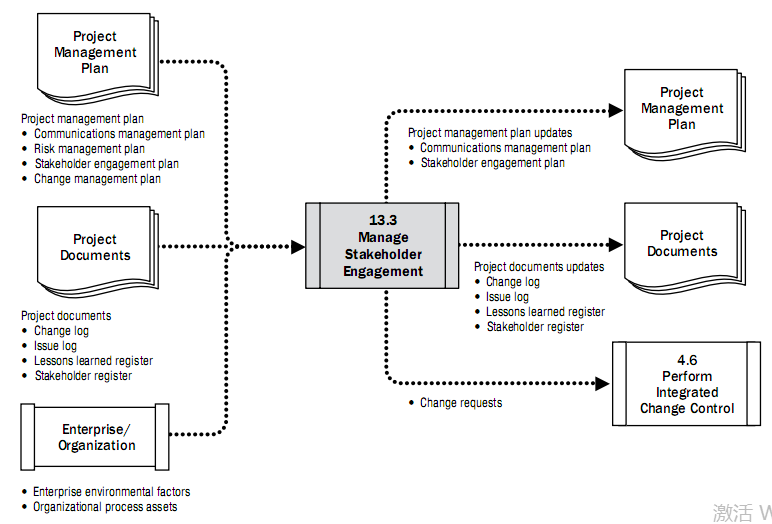 Project
Management
Plan
Project management plan
• Communications management plan
• Risk management plan
• Stakeholder engagement plan
• Change management plan
Project
Documents
Project documents
• Change log
• Issue log
• Lessons learned register
• Stakeholder register
Enterprise/
Organization
• Enterprise environmental factors
• Organizational process assets
13.3
Manage
Stakeholder
Engagement
Project management plan updates
• Communications management plan
• Stakeholder engagement plan
Project
Management
Plan
Project documents updates
• Change log
• Issue log
• Lessons learned register
• Stakeholder register
Project
Documents
• Change requests
4.6
Perform
Integrated
Change Control
激活 W